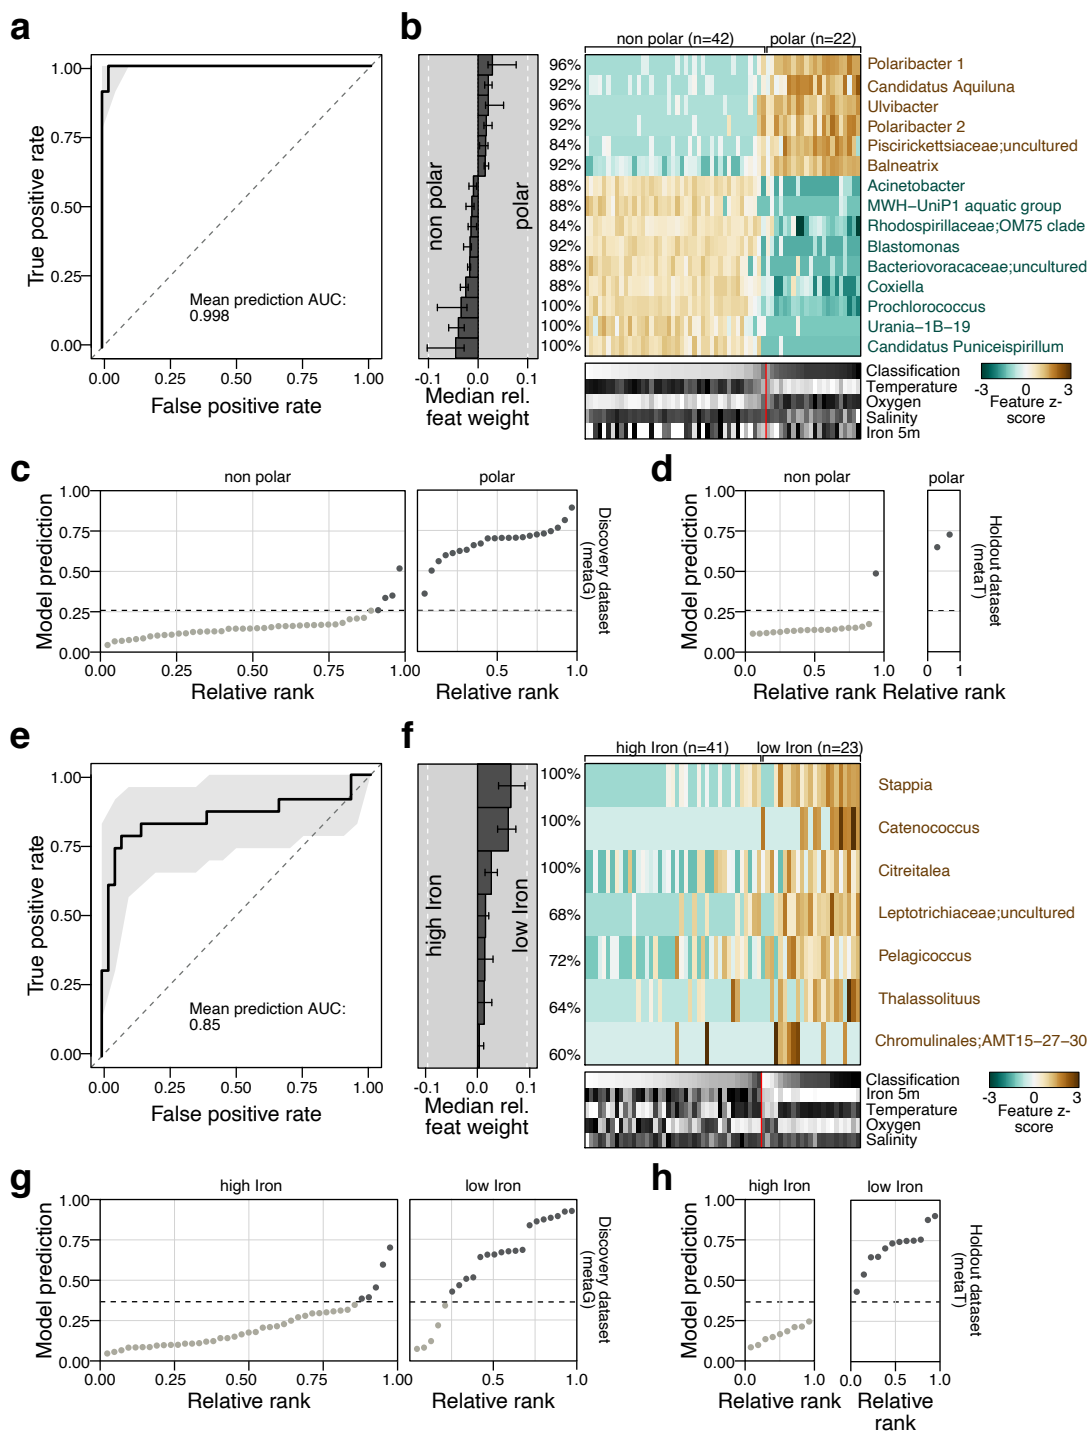 a
True positive rate
1.00
0.75
0.50
0.25
0.00
Mean prediction AUC:
0.998
0.00
0.25
0.50
0.75
1.00
False positive rate
b
non polar (n=42)
polar (n=22)
non polar
polar
96%
92%
96%
92%
84%
92%
88%
88%
84%
92%
88%
88%
100%
100%
100%
Polaribacter 1
Candidatus Aquiluna
Ulvibacter
Polaribacter 2
Piscirickettsiaceae;uncultured
Balneatrix
Acinetobacter
MWH−UniP1 aquatic group
Rhodospirillaceae;OM75 clade
Blastomonas
Bacteriovoracaceae;uncultured
Coxiella
Prochlorococcus
Urania−1B−19
Candidatus Puniceispirillum
-0.1
0.0
0.1
Median rel.
feat weight
Classification
Temperature
Oxygen
Salinity
Iron 5m
-3
0
3
Feature z-
score
c
non polar
polar
Model prediction
1.00
0.75
0.50
0.25
0.00
0.00
0.25
0.50
0.75
1.00.00
0.5
1.0
Relative rank
Discovery dataset
(metaG)
d
non polar
polar
Model prediction
1.00
0.75
0.50
0.25
0.00
0.0
0.5
1.0
0
1
Relative rank
Relative rank
Holdout dataset
(metaT)
e
True positive rate
1.00
0.75
0.50
0.25
0.00
Mean prediction AUC:
0.85
0.00
0.25
0.50
0.75
1.00
False positive rate
f
high Iron (n=41)
low Iron (n=23)
high Iron
low Iron
100%
100%
100%
68%
72%
64%
60%
Stappia
Catenococcus
Citreitalea
Leptotrichiaceae;uncultured
Pelagicoccus
Thalassolituus
Chromulinales;AMT15−27−30
-0.1
0.0
0.1
Median rel.
feat weight
Classification
Iron 5m
Temperature
Oxygen
Salinity
-3
0
3
Feature z-
score
g
high Iron
low Iron
Model prediction
1.00
0.75
0.50
0.25
0.00
0.00
0.25
0.50
0.75
1.00.0
0.5
1.0
Relative rank
Relative rank
Discovery dataset
(metaG)
h
high Iron
low Iron
Model prediction
1.00
0.75
0.50
0.25
0.00
0.0
0.5
1.0
0.0
0.5
1.0
Relative rank
Relative
rank
Holdout dataset
(metaT)